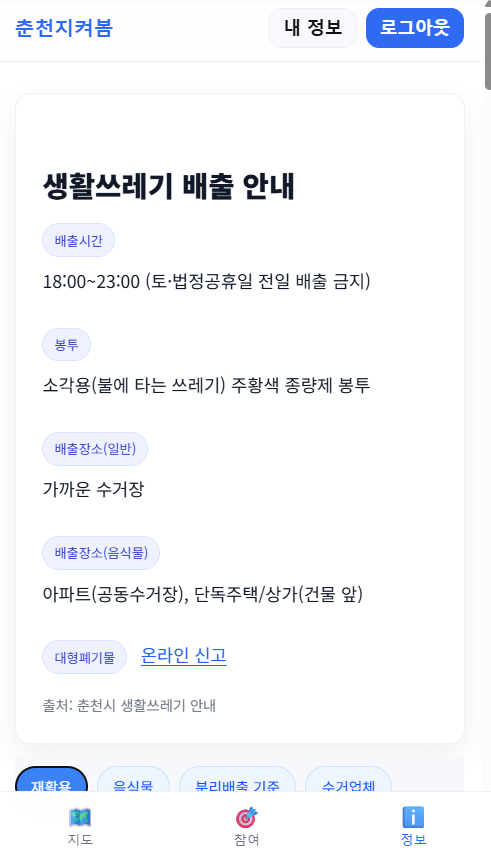 춘천지켜봄
내 정보
로그아웃
생활쓰레기 배출 안내
배출시간
18:00~23:00 (토·법정공휴일 전일 배출 금지)
봉투
소각용(불에 타는 쓰레기) 주황색 종량제 봉투
배출장소(일반)
가까운 수거장
배출장소(음식물)
아파트(공동수거장), 단독주택/상가(건물 앞)
대형폐기물 온라인 신고
출처: 춘천시 생활쓰레기 안내
재활용 음식물 분리배출 기준 수거업체
지도 참여 정보